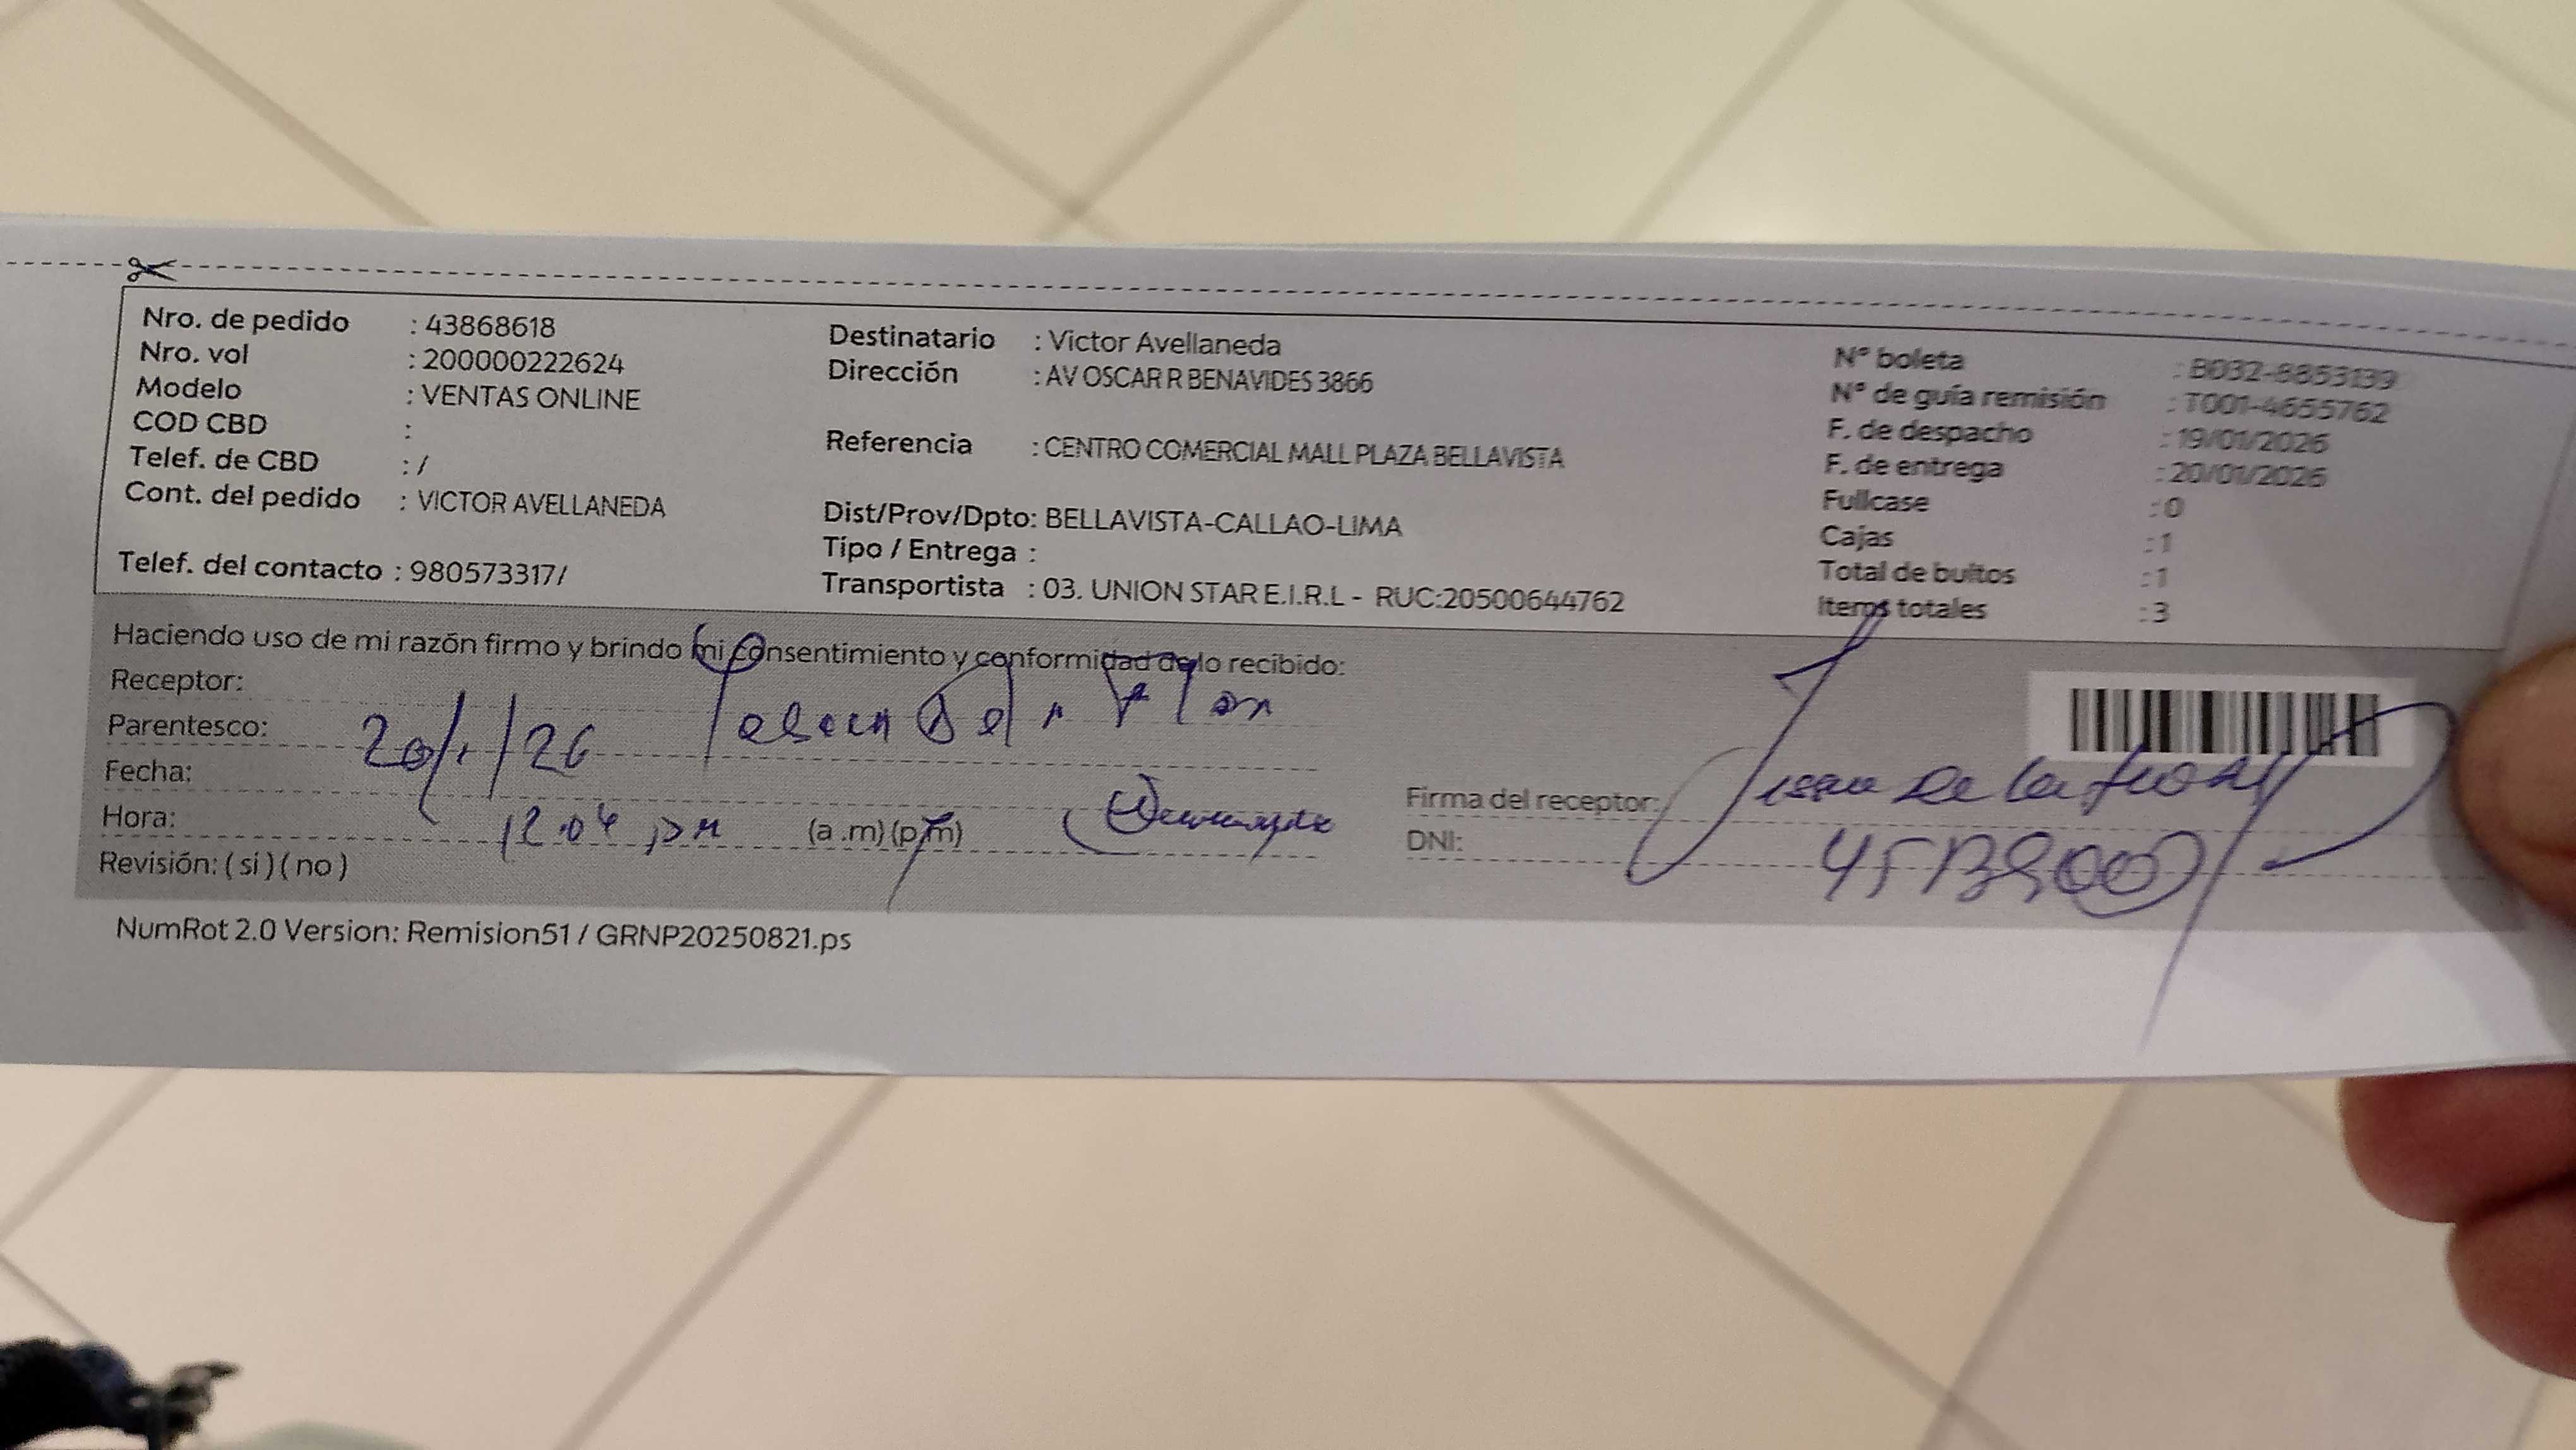 Nro. de pedido : 43868618
Nro. vol : 200000222624
Modelo : VENTAS ONLINE
COD CBD :
Telef. de CBD : /
Cont. del pedido : VICTOR AVELLANEDA
Telef. del contacto : 980573317/
Destinatario : Victor Avellaneda
Dirección : AV OSCAR R BENAVIDES 3866
Referencia : CENTRO COMERCIAL MALL PLAZA BELLAVISTA
Dist/Prov/Dpto: BELLAVISTA-CALLAO-LIMA
Tipo / Entrega :
Transportista : 03. UNION STAR E.I.R.L - RUC:20500644762
N° boleta : B032-8853139
N° de guía remisión : T001-4655762
F. de despacho : 19/01/2026
F. de entrega : 20/01/2026
Fullcase : 0
Cajas : 1
Total de bultos : 1
Items totales : 3
Haciendo uso de mi razón firmo y brindo mi consentimiento y conformidad de lo recibido:
Receptor:
Parentesco:
20/1/26
Fecha:
Hora: 12.04 pm (a .m) (p.m)
Revisión: ( si ) ( no )
Firma del receptor: de la
DNI:
NumRot 2.0 Version: Remision51 / GRNP20250821.ps